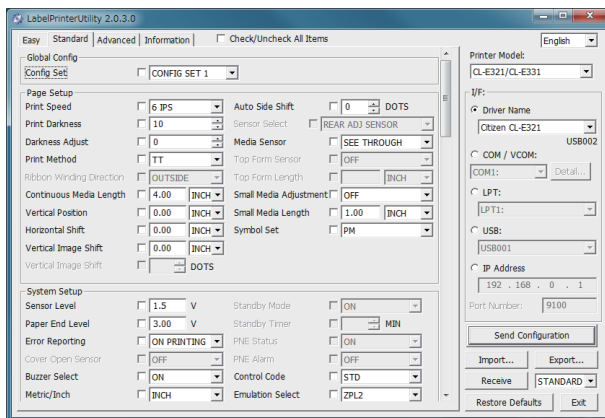 LabelPrinterUtility 2.0.3.0
Easy Standard Advanced Information Check/Uncheck All Items English
Global Config
Config Set CONFIG SET 1
Page Setup
Print Speed 6 IPS Auto Side Shift 0 DOTS
Print Darkness 10 Sensor Select REAR ADJ SENSOR
Darkness Adjust 0 Media Sensor SEE THROUGH
Print Method TT Top Form Sensor OFF
Ribbon Winding Direction OUTSIDE Top Form Length INCH
Continuous Media Length 4.00 INCH Small Media Adjustment OFF
Vertical Position 0.00 INCH Small Media Length 1.00 INCH
Horizontal Shift 0.00 INCH Symbol Set PM
Vertical Image Shift 0.00 INCH
Vertical Image Shift DOTS
System Setup
Sensor Level 1.5 V Standby Mode ON
Paper End Level 3.00 V Standby Timer MIN
Error Reporting ON PRINTING PNE Status ON
Cover Open Sensor OFF PNE Alarm OFF
Buzzer Select ON Control Code STD
Metric/Inch INCH Emulation Select ZPL2
Printer Model:
CL-E321/CL-E331
I/F:
Driver Name
Citizen CL-E321
USB002
COM / VCOM:
COM1: Detail...
LPT:
LPT1:
USB:
USB001
IP Address
192 . 168 . 0 . 1
Port Number: 9100
Send Configuration
Import... Export...
Receive STANDARD
Restore Defaults Exit